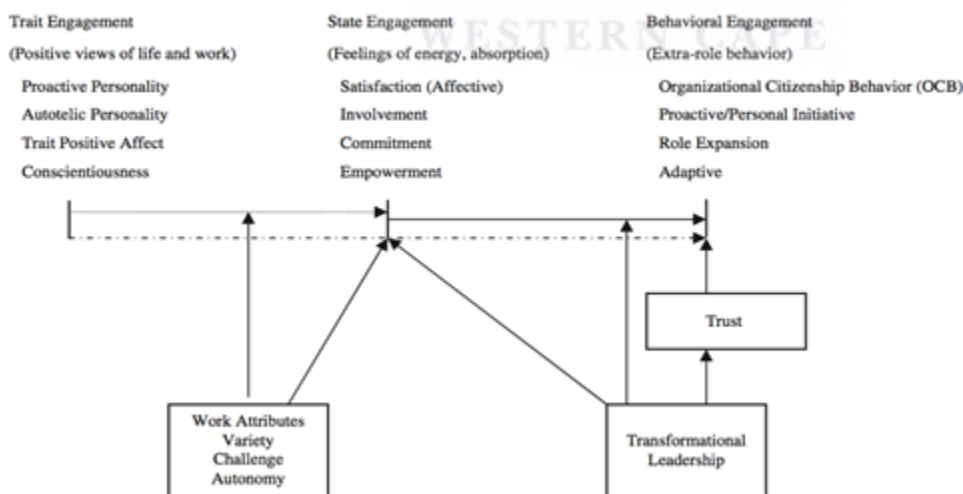 WESTERN CAPE
Trait Engagement
(Positive views of life and work)
Proactive Personality
Autotelic Personality
Trait Positive Affect
Conscientiousness
State Engagement
(Feelings of energy, absorption)
Satisfaction (Affective)
Involvement
Commitment
Empowerment
Behavioral Engagement
(Extra-role behavior)
Organizational Citizenship Behavior (OCB)
Proactive/Personal Initiative
Role Expansion
Adaptive
Trust
Work Attributes
Variety
Challenge
Autonomy
Transformational
Leadership